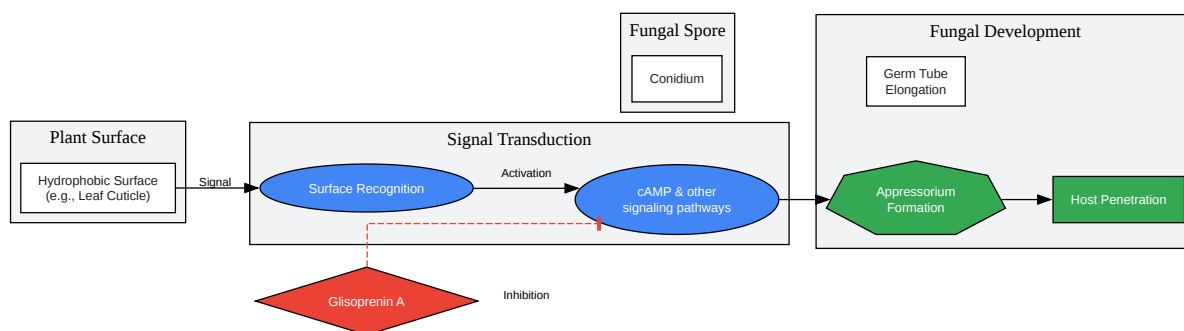 Fungal Spore
Conidium
Fungal Development
Germ Tube
Elongation
Plant Surface
Hydrophobic Surface
(e.g., Leaf Cuticle)
Signal
Signal Transduction
Surface Recognition
Activation
cAMP & other
signaling pathways
Appressorium
Formation
Host Penetration
Glisoprenin A
Inhibition